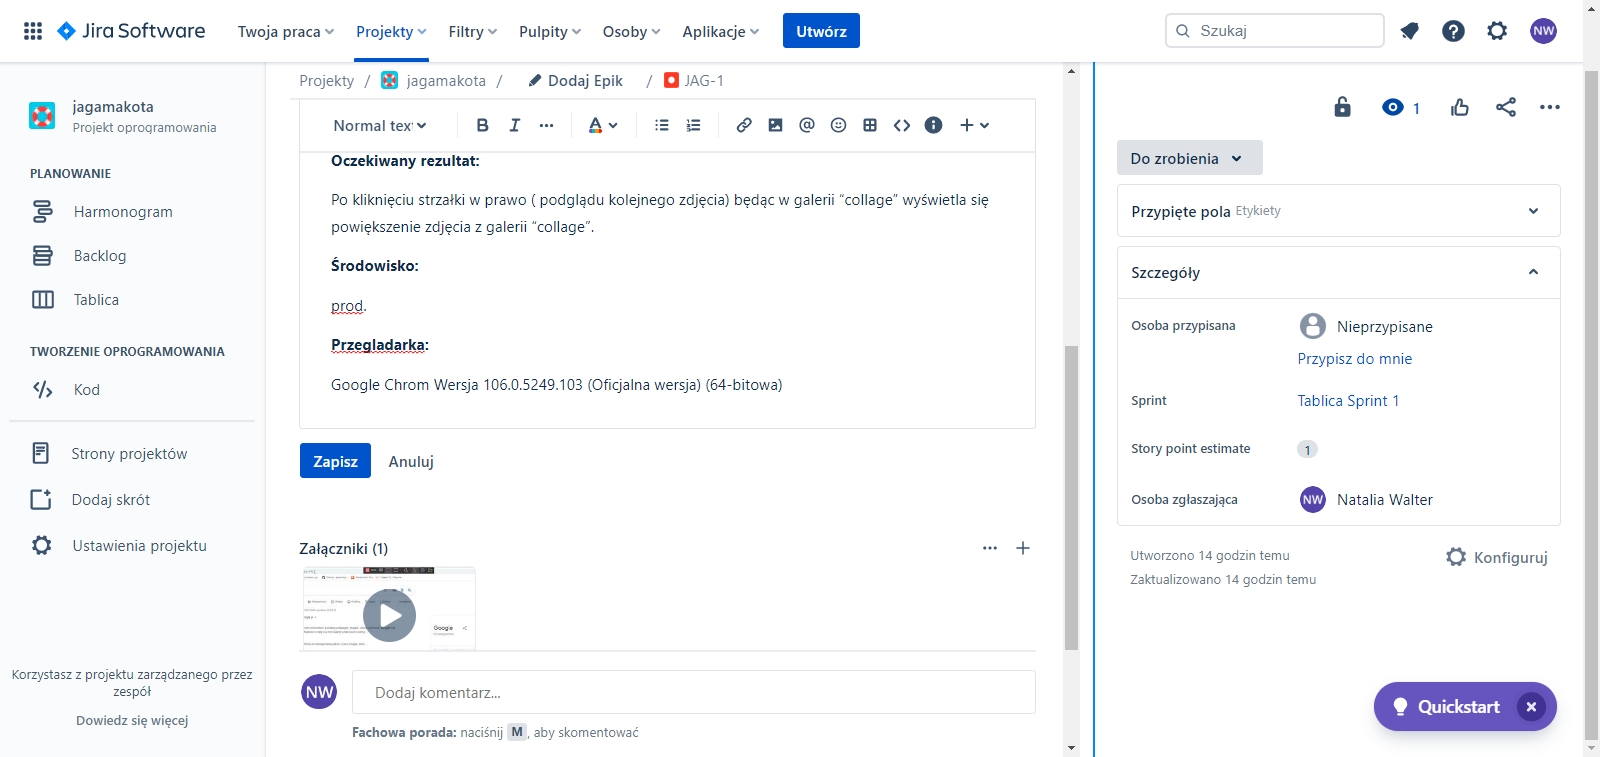 Jira Software
Twoja praca
Projekty
Filtry
Pulpity
Osoby
Aplikacje
Utwórz
Szukaj
NW
jagamakota
Projekt oprogramowania
PLANOWANIE
Harmonogram
Backlog
Tablica
TWORZENIE OPROGRAMOWANIA
Kod
Strony projektów
Dodaj skrót
Ustawienia projektu
Korzystasz z projektu zarządzanego przez
zespół
Dowiedz się więcej
Projekty / jagamakota / Dodaj Epik / JAG-1
Normal tex
B I
Oczekiwany rezultat:
Po kliknięciu strzałki w prawo ( podglądu kolejnego zdjęcia) będąc w galerii “collage” wyświetla się
powiększenie zdjęcia z galerii “collage”.
Środowisko:
prod.
Przegladarka:
Google Chrom Wersja 106.0.5249.103 (Oficjalna wersja) (64-bitowa)
Zapisz
Anuluj
Załączniki (1)
Google
NW
Dodaj komentarz...
Fachowa porada: naciśnij M, aby skomentować
1
Do zrobienia
Przypięte pola Etykiety
Szczegóły
Osoba przypisana
Nieprzypisane
Przypisz do mnie
Sprint
Tablica Sprint 1
Story point estimate
1
Osoba zgłaszająca
NW Natalia Walter
Utworzono 14 godzin temu
Zaktualizowano 14 godzin temu
Konfiguruj
Quickstart